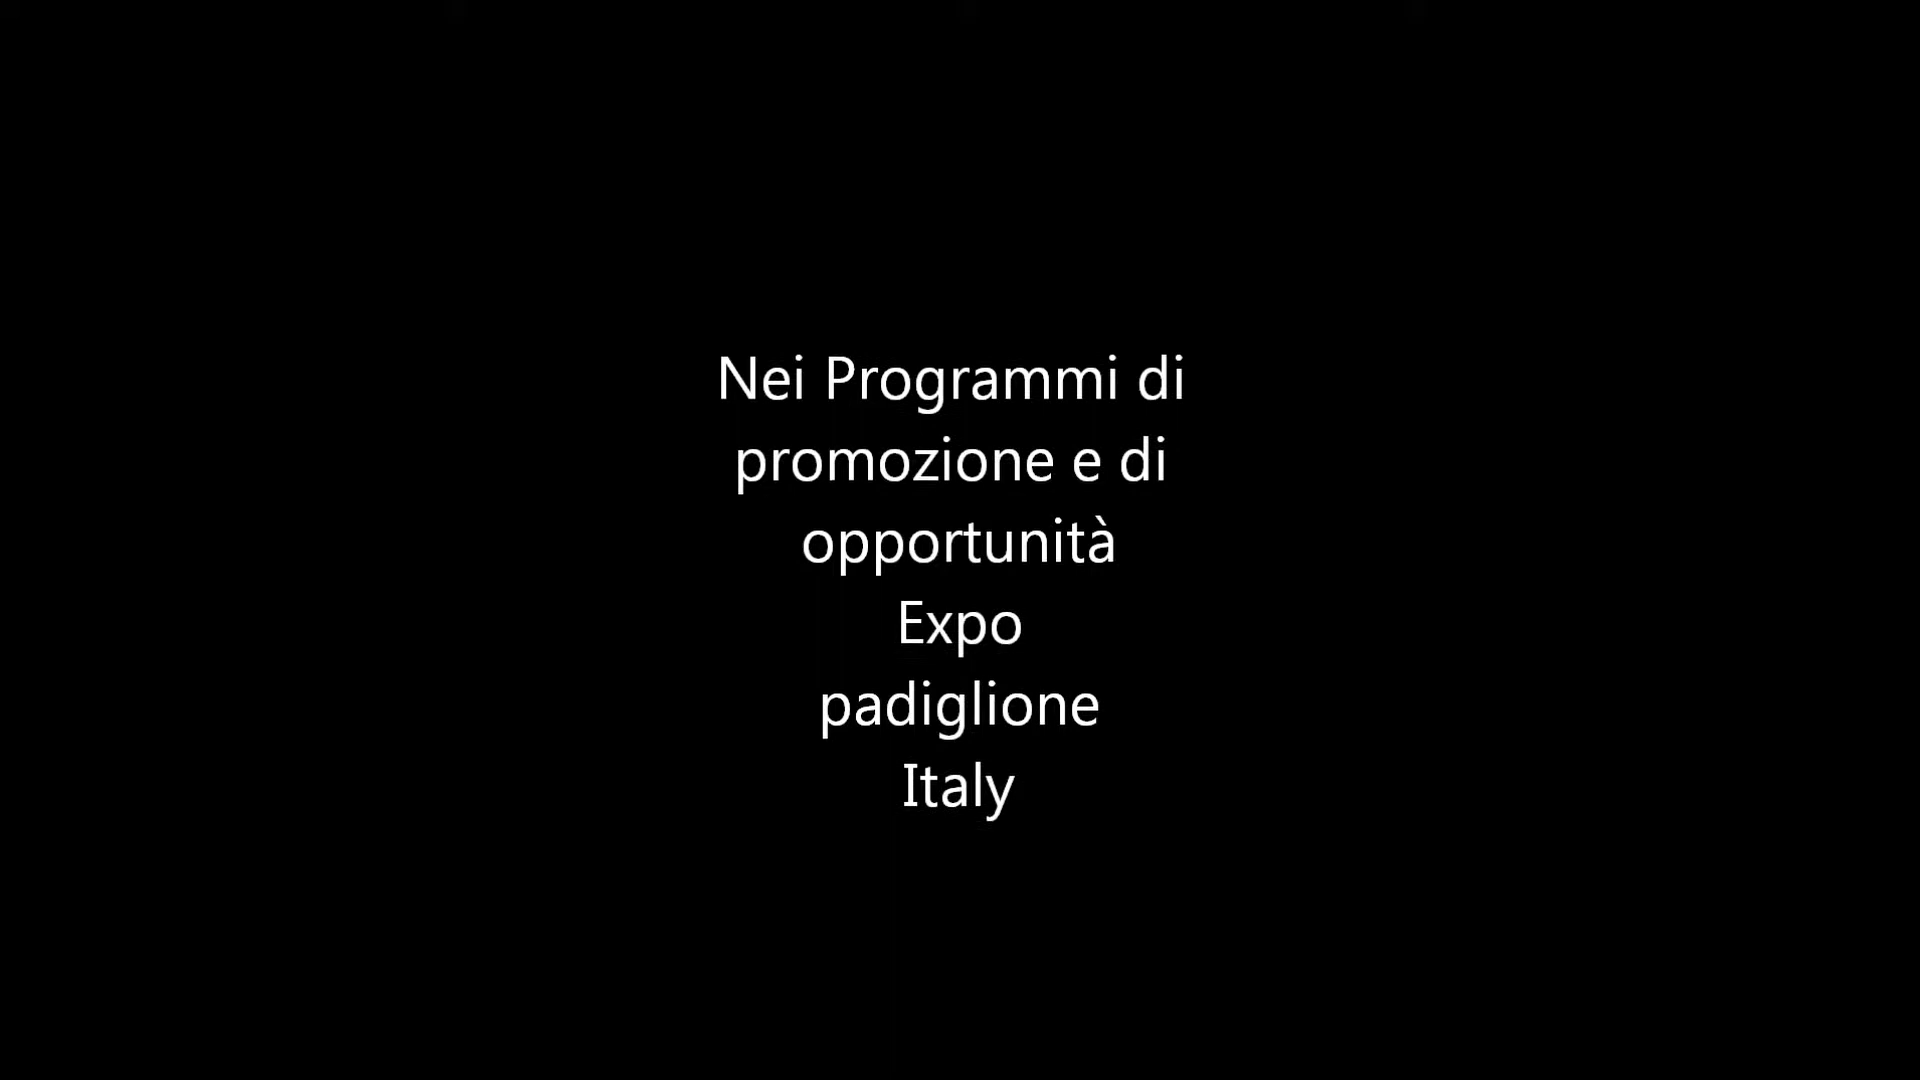 Nei Programmi di
promozione e di
opportunità
Expo
padiglione
Italy